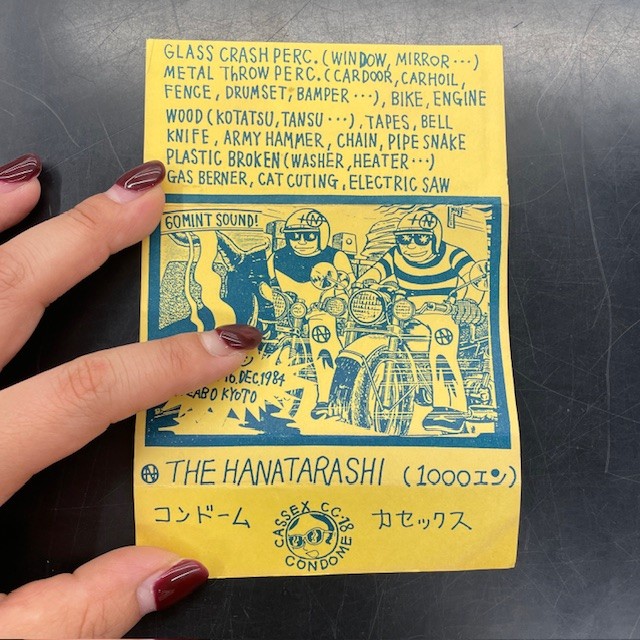 GLASS CRASH PERC. (WINDOW, MIRROR ···)
METAL THROW PERC. (CARDOOR, CARHOIL,
FENCE, DRUMSET, BAMPER ···), BIKE, ENGINE
WOOD (KOTATSU, TANSU ···), TAPES, BELL
KNIFE, ARMY HAMMER, CHAIN, PIPE SNAKE
PLASTIC BROKEN (WASHER, HEATER ···)
GAS BERNER, CAT CUTING, ELECTRIC SAW
60MINT SOUND!
16. DEC. 1984
KYOTO
THE HANATARASHI (1000エン)
コンドーム
CASSEX CC-18
CONDOME
カセックス